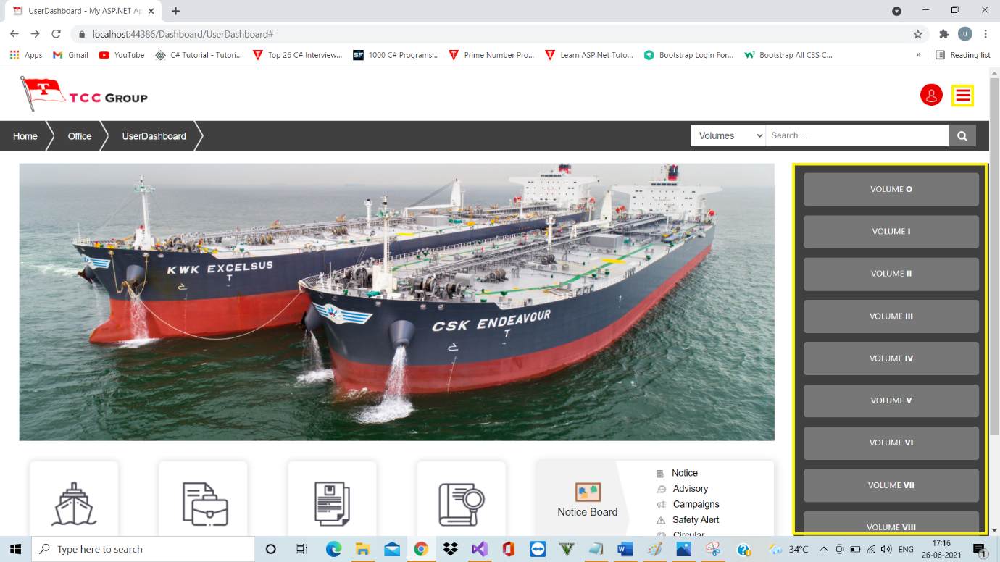 UserDashboard - My ASP.NET Ap
localhost:44386/Dashboard/UserDashboard#
U
Apps Gmail YouTube C# Tutorial - Tutori... Top 26 C# Interview... SF 1000 C# Programs... Prime Number Pro... Learn ASP.Net Tuto... Bootstrap Login For... Bootstrap All CSS C... » Reading list
T TCC GROUP
Home Office UserDashboard Volumes Search....
KWK EXCELSUS
T
CSK ENDEAVOUR
T
VOLUME O
VOLUME I
VOLUME II
VOLUME III
VOLUME IV
VOLUME V
VOLUME VI
VOLUME VII
VOLUME VIII
Notice Board
Notice
Advisory
Campaigns
Safety Alert
Circular
Type here to search 34°C ENG 17:16
26-06-2021 1